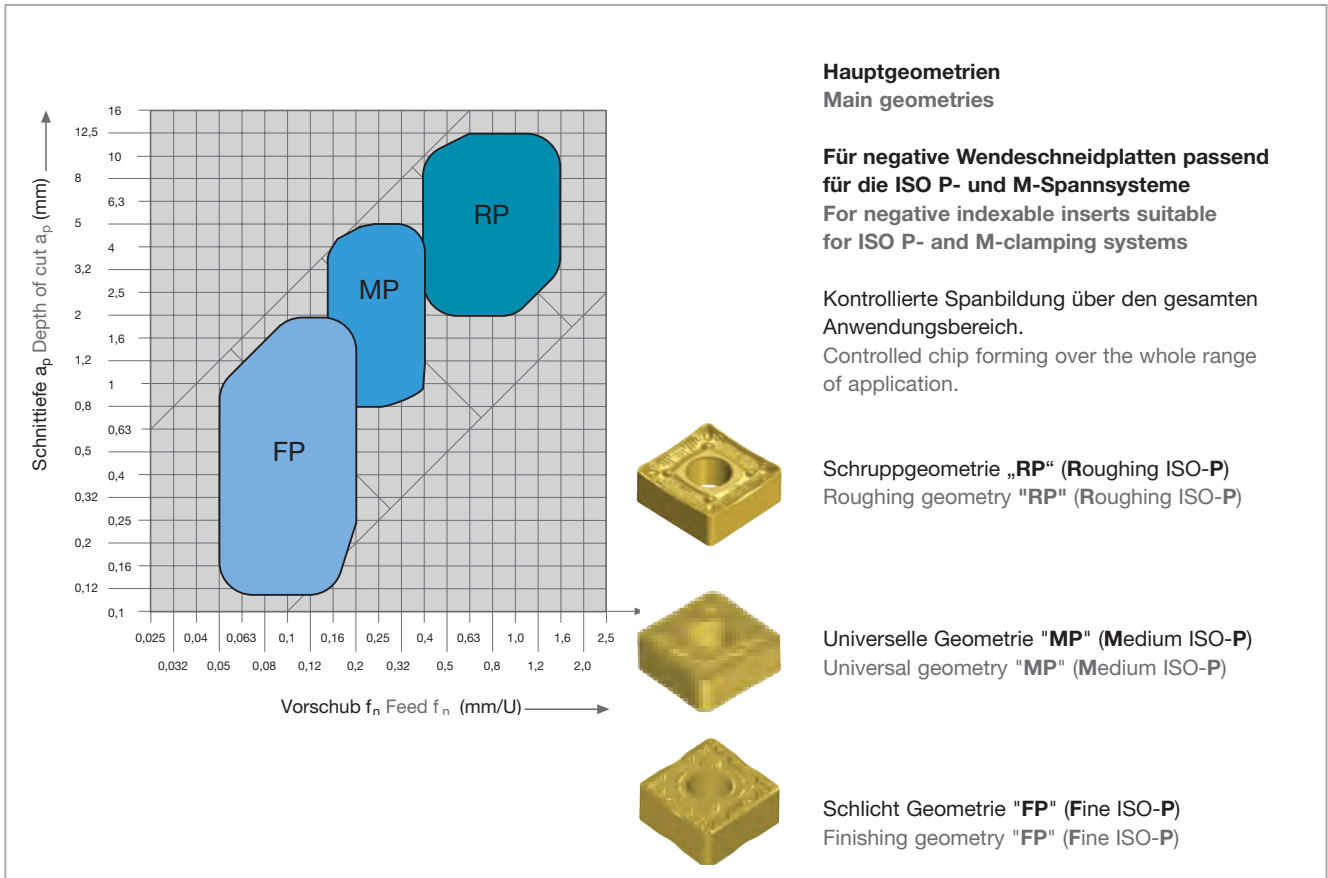 Hauptgeometrien
Main geometries
Für negative Wendeschneidplatten passend
für die ISO P- und M-Spannsysteme
For negative indexable inserts suitable
for ISO P- and M-clamping systems
Kontrollierte Spanbildung über den gesamten
Anwendungsbereich.
Controlled chip forming over the whole range
of application.
Schnittiefe ap Depth of cut ap (mm)
16
12,5
10
8
6,3
5
4
3,2
2,5
2
1,6
1,2
1
0,8
0,63
0,5
0,4
0,32
0,25
0,2
0,16
0,12
0,1
RP
MP
FP
0,025 0,04 0,063 0,1 0,16 0,25 0,4 0,63 1,0 1,6 2,5
0,032 0,05 0,08 0,12 0,2 0,32 0,5 0,8 1,2 2,0
Vorschub fn Feed fn (mm/U)
Schruppgeometrie „RP“ (Roughing ISO-P)
Roughing geometry "RP" (Roughing ISO-P)
Universelle Geometrie "MP" (Medium ISO-P)
Universal geometry "MP" (Medium ISO-P)
Schlicht Geometrie "FP" (Fine ISO-P)
Finishing geometry "FP" (Fine ISO-P)